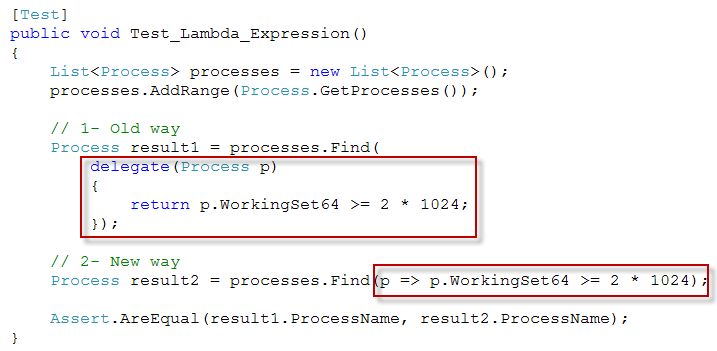 [Test]
public void Test_Lambda_Expression()
{
List<Process> processes = new List<Process>();
processes.AddRange(Process.GetProcesses());
// 1- Old way
Process result1 = processes.Find(
delegate(Process p)
{
return p.WorkingSet64 >= 2 * 1024;
});
// 2- New way
Process result2 = processes.Find(p => p.WorkingSet64 >= 2 * 1024);
Assert.AreEqual(result1.ProcessName, result2.ProcessName);
}